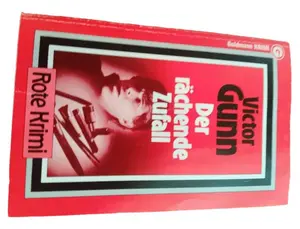 Goldmann KRIMI
Victor
Gunn
Der
rächende
Zufall
Rote Krimi